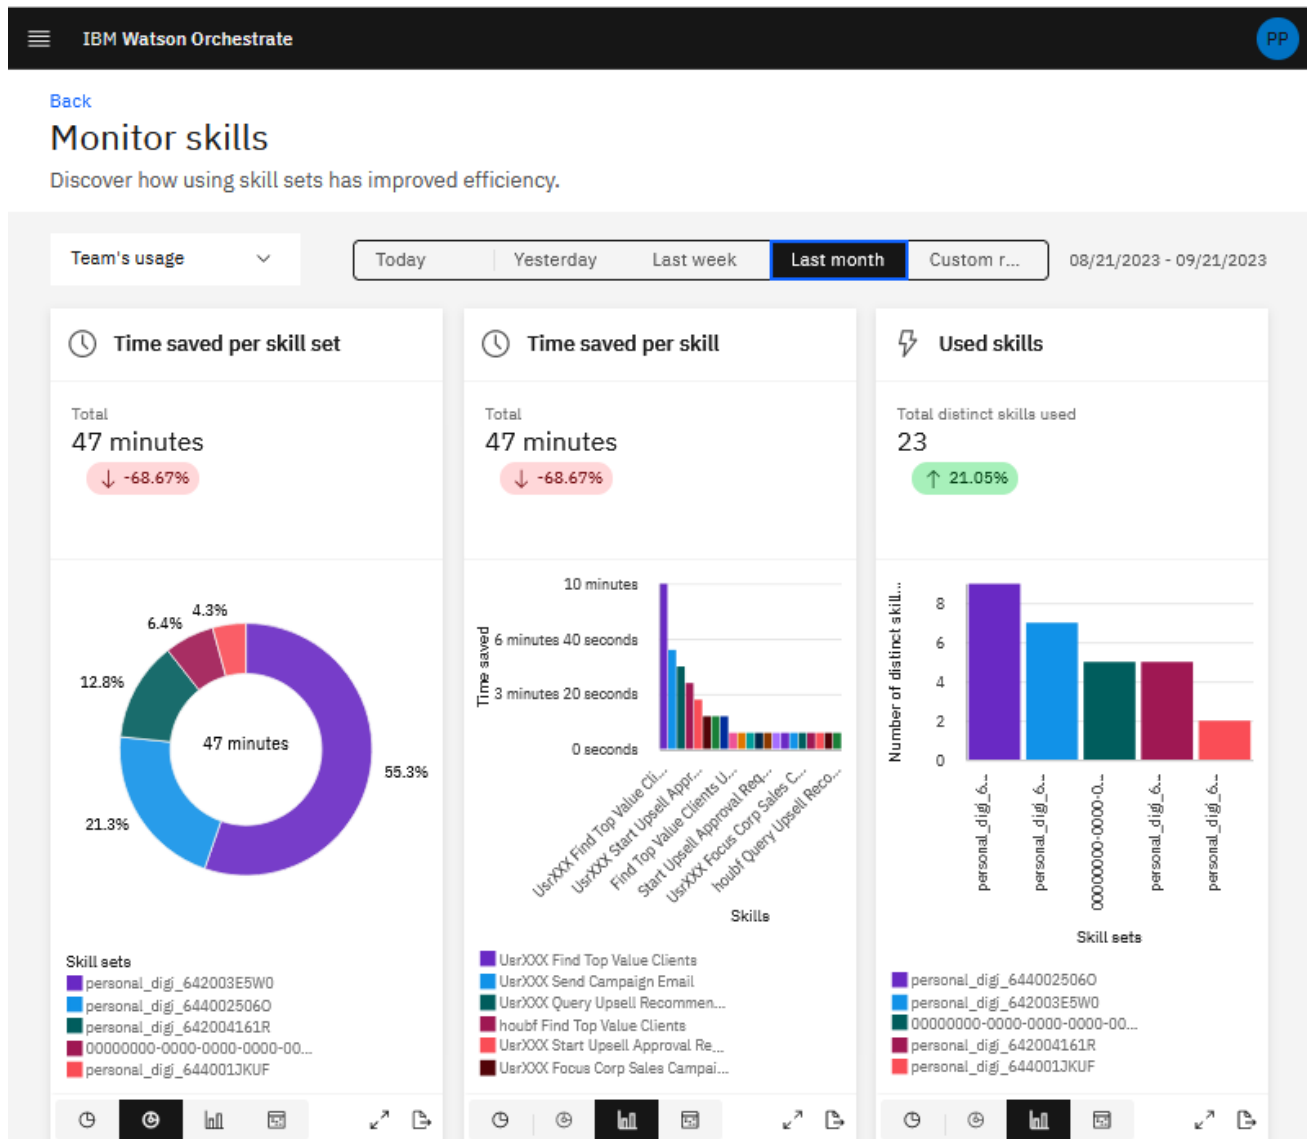 IBM Watson Orchestrate
PP
Back
Monitor skills
Discover how using skill sets has improved efficiency.
Team's usage
Today
Yesterday
Last week
Last month
Custom r...
08/21/2023 - 09/21/2023
Time saved per skill set
Total
47 minutes
↓ -68.67%
4.3%
6.4%
12.8%
47 minutes
55.3%
21.3%
Skill sets
personal_digi_642003E5W0
personal_digi_644002506O
personal_digi_642004161R
00000000-0000-0000-0000-00...
personal_digi_644001JKUF
Time saved per skill
Total
47 minutes
↓ -68.67%
Time saved
10 minutes
6 minutes 40 seconds
3 minutes 20 seconds
0 seconds
UsrXXX Find Top Value Cli...
UsrXXX Start Upsell Appr...
Find Top Value Clients U...
Start Upsell Approval Req...
UsrXXX Focus Corp Sales C...
houbf Query Upsell Reco...
Skills
UsrXXX Find Top Value Clients
UsrXXX Send Campaign Email
UsrXXX Query Upsell Recommen...
houbf Find Top Value Clients
UsrXXX Start Upsell Approval Re...
UsrXXX Focus Corp Sales Campai...
Used skills
Total distinct skills used
23
↑ 21.05%
Number of distinct skill...
8
6
4
2
0
personal_digi_6...
personal_digi_6...
00000000-0000-0...
personal_digi_6...
personal_digi_6...
Skill sets
personal_digi_644002506O
personal_digi_642003E5W0
00000000-0000-0000-0000-00...
personal_digi_642004161R
personal_digi_644001JKUF